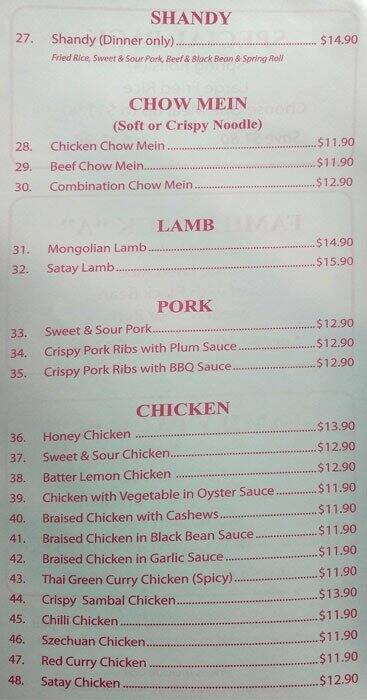 SHANDY
27. Shandy (Dinner only) $14.90
Fried Rice, Sweet & Sour Pork, Beef & Black Bean & Spring Roll
CHOW MEIN
(Soft or Crispy Noodle)
28. Chicken Chow Mein $11.90
29. Beef Chow Mein $11.90
30. Combination Chow Mein $12.90
LAMB
31. Mongolian Lamb $14.90
32. Satay Lamb $15.90
PORK
33. Sweet & Sour Pork $12.90
34. Crispy Pork Ribs with Plum Sauce $12.90
35. Crispy Pork Ribs with BBQ Sauce $12.90
CHICKEN
36. Honey Chicken $13.90
37. Sweet & Sour Chicken $12.90
38. Batter Lemon Chicken $12.90
39. Chicken with Vegetable in Oyster Sauce $11.90
40. Braised Chicken with Cashews $11.90
41. Braised Chicken in Black Bean Sauce $11.90
42. Braised Chicken in Garlic Sauce $11.90
43. Thai Green Curry Chicken (Spicy) $11.90
44. Crispy Sambal Chicken $13.90
45. Chilli Chicken $11.90
46. Szechuan Chicken $11.90
47. Red Curry Chicken $11.90
48. Satay Chicken $12.90